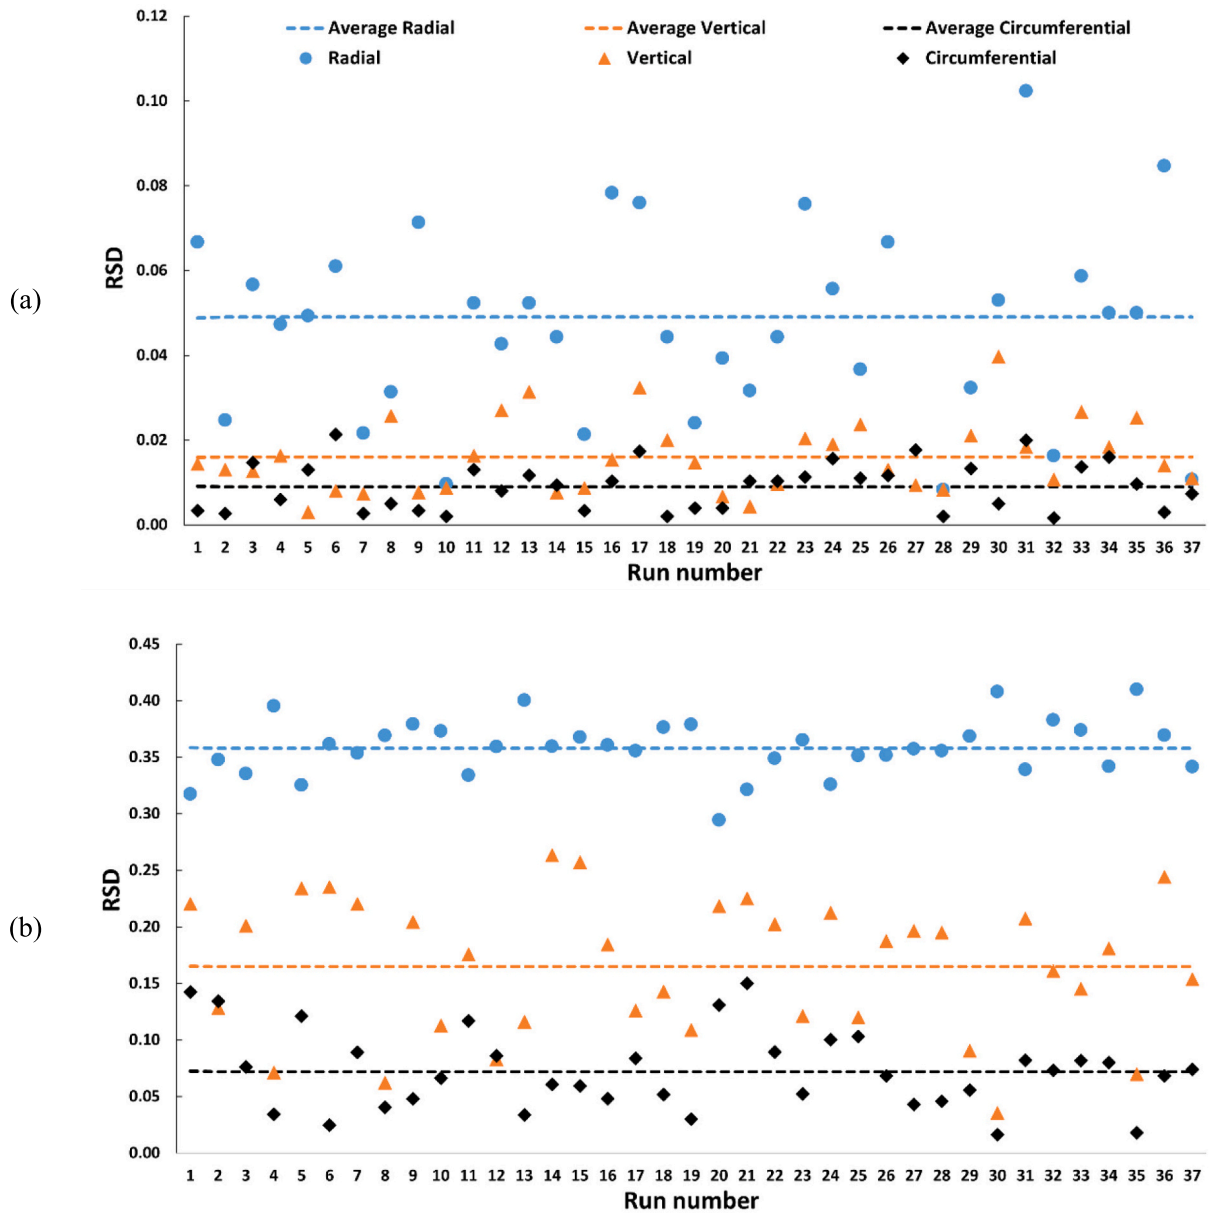 0.12
Average Radial Average Vertical Average Circumferential
Radial Vertical Circumferential
0.10
0.08
0.06
0.04
0.02
0.00
RSD
(a)
1 2 3 4 5 6 7 8 9 10 11 12 13 14 15 16 17 18 19 20 21 22 23 24 25 26 27 28 29 30 31 32 33 34 35 36 37
Run number
0.45
0.40
0.35
0.30
0.25
0.20
0.15
0.10
0.05
0.00
RSD
(b)
1 2 3 4 5 6 7 8 9 10 11 12 13 14 15 16 17 18 19 20 21 22 23 24 25 26 27 28 29 30 31 32 33 34 35 36 37
Run number